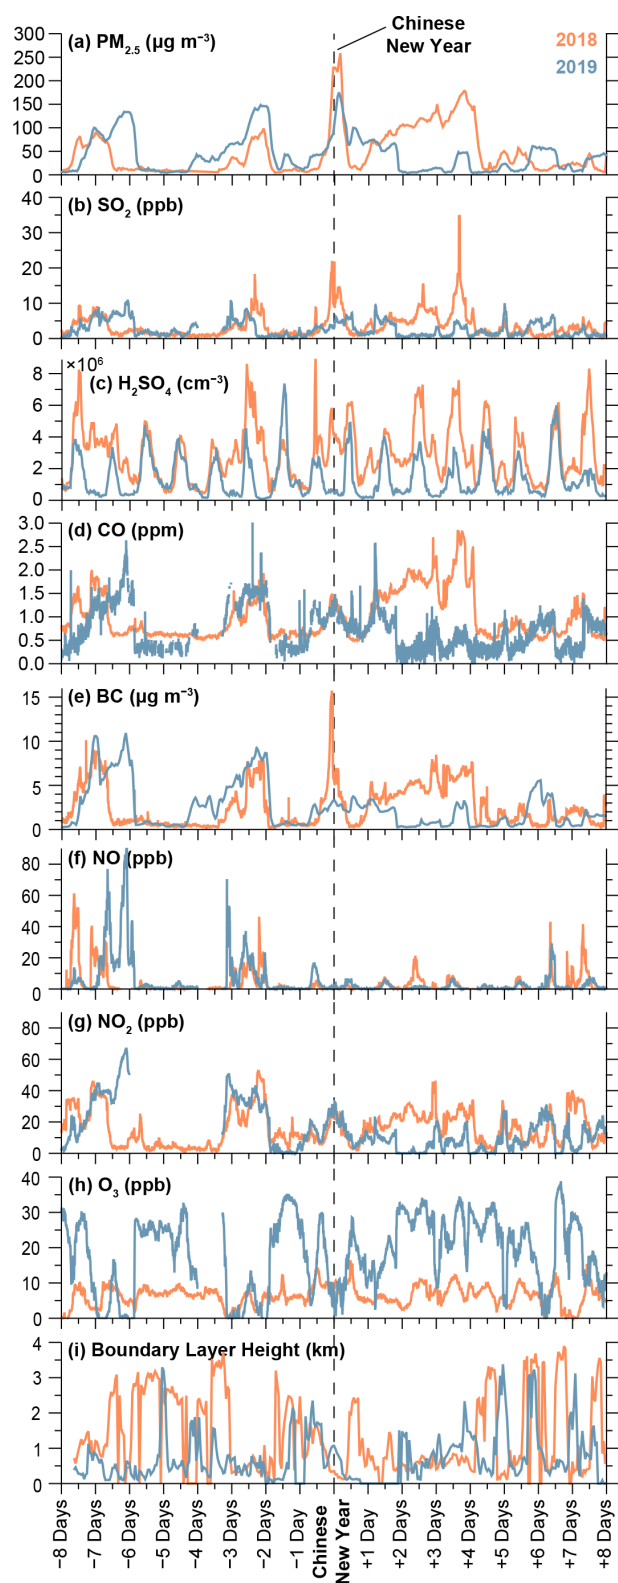 Chinese
New Year
2018
2019
(a) PM₂.₅ (µg m⁻³)
300
250
200
150
100
50
0
(b) SO₂ (ppb)
40
30
20
10
0
×10⁶
(c) H₂SO₄ (cm⁻³)
8
6
4
2
0
(d) CO (ppm)
3.0
2.5
2.0
1.5
1.0
0.5
0.0
(e) BC (µg m⁻³)
15
10
5
0
(f) NO (ppb)
80
60
40
20
0
(g) NO₂ (ppb)
80
60
40
20
0
(h) O₃ (ppb)
40
30
20
10
0
(i) Boundary Layer Height (km)
4
3
2
1
0
−8 Days
−7 Days
−6 Days
−5 Days
−4 Days
−3 Days
−2 Days
−1 Day
Chinese
New Year
+1 Day
+2 Days
+3 Days
+4 Days
+5 Days
+6 Days
+7 Days
+8 Days